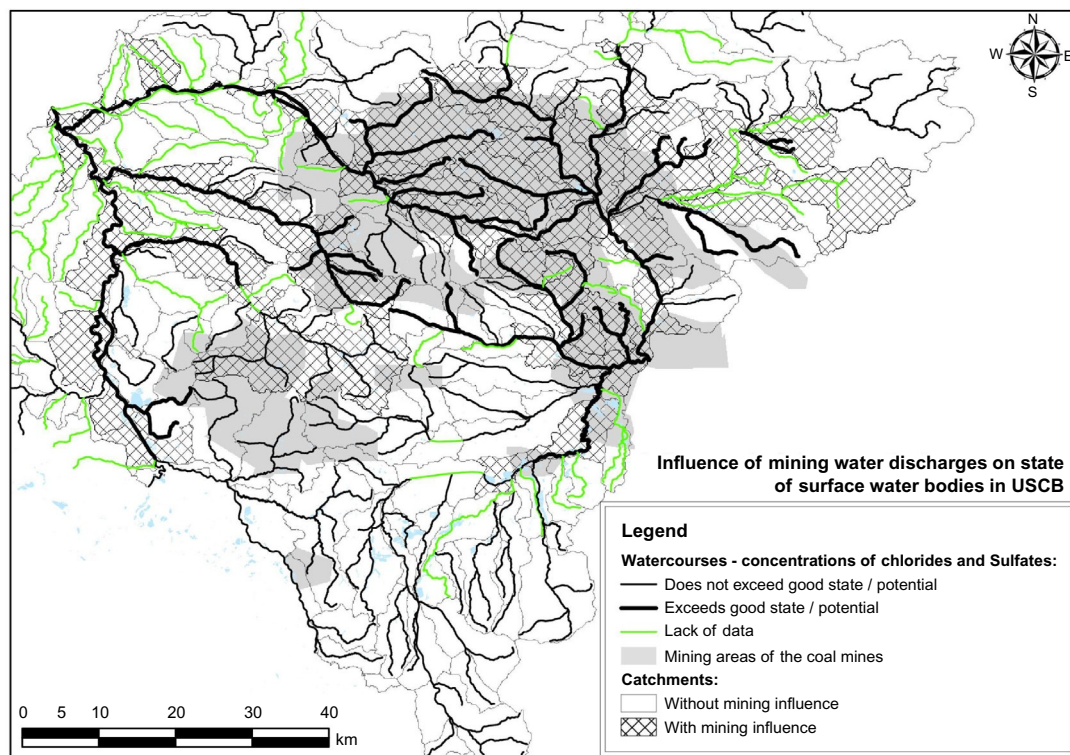 N
W E
S
Influence of mining water discharges on state
of surface water bodies in USCB
Legend
Watercourses - concentrations of chlorides and Sulfates:
Does not exceed good state / potential
Exceeds good state / potential
Lack of data
Mining areas of the coal mines
Catchments:
Without mining influence
With mining influence
0 5 10 20 30 40
km